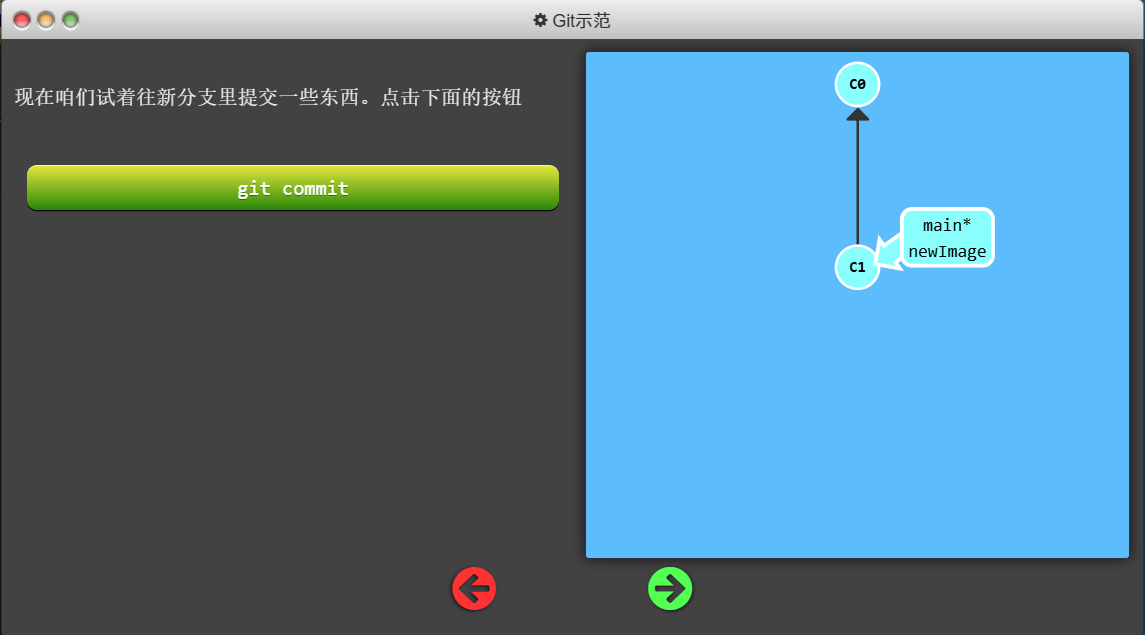 Git示范
现在咱们试着往新分支里提交一些东西。点击下面的按钮
git commit
C0
main*
newImage
C1